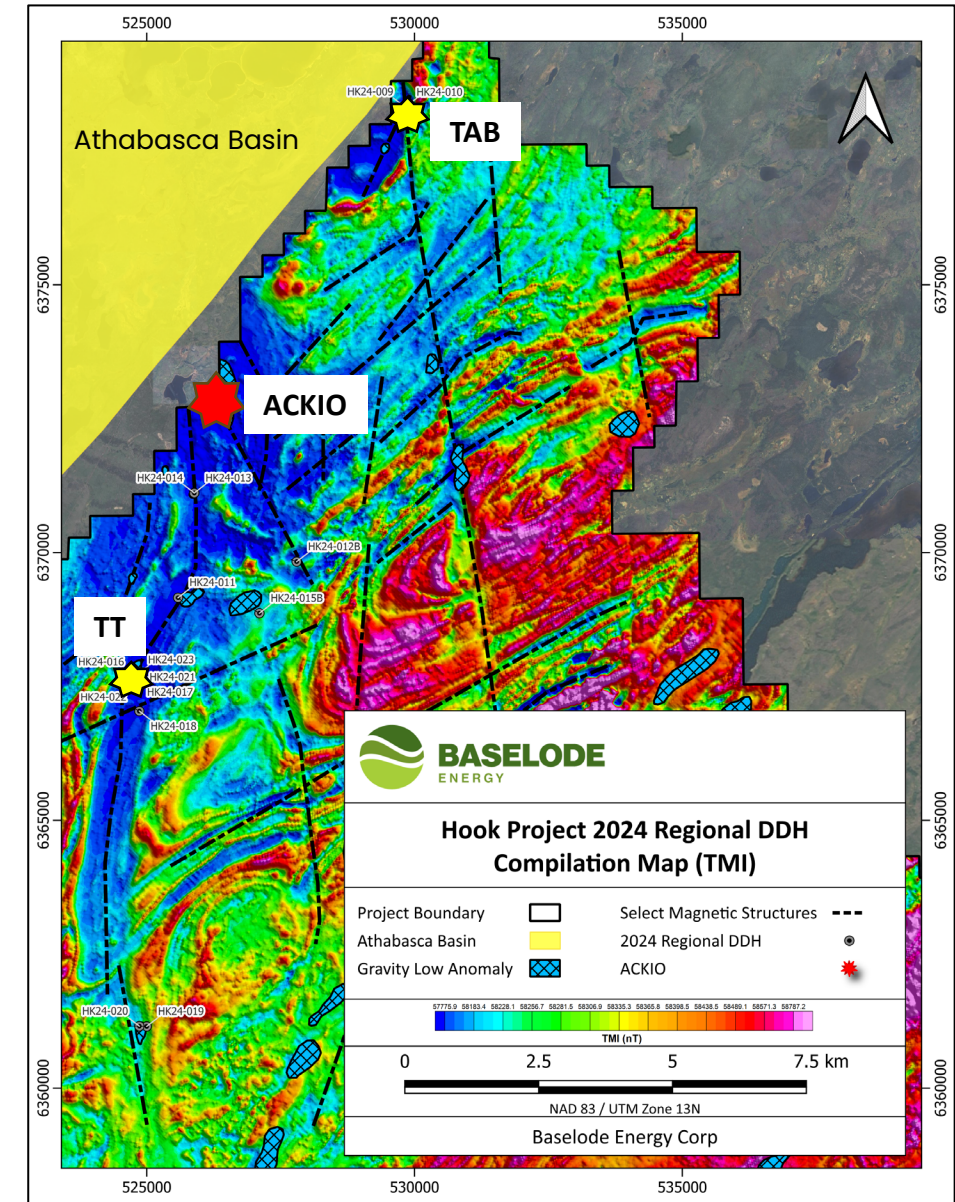 525000
530000
535000
HK24-009
HK24-010
TAB
Athabasca Basin
6375000
6375000
ACKIO
HK24-014
HK24-013
6370000
6370000
HK24-012B
HK24-011
HK24-015B
TT
HK24-016
HK24-023
HK24-021
HK24-017
HK24-022
HK24-018
BASELODE
ENERGY
Hook Project 2024 Regional DDH
Compilation Map (TMI)
6365000
6365000
Project Boundary
Select Magnetic Structures
Athabasca Basin
2024 Regional DDH
Gravity Low Anomaly
ACKIO
57775.9 58183.4 58228.1 58256.7 58281.5 58306.9 58335.3 58365.8 58398.5 58438.5 58489.1 58571.3 58787.2
TMI (nT)
HK24-020
HK24-019
0 2.5 5 7.5 km
6360000
6360000
NAD 83 / UTM Zone 13N
Baselode Energy Corp
525000
530000
535000